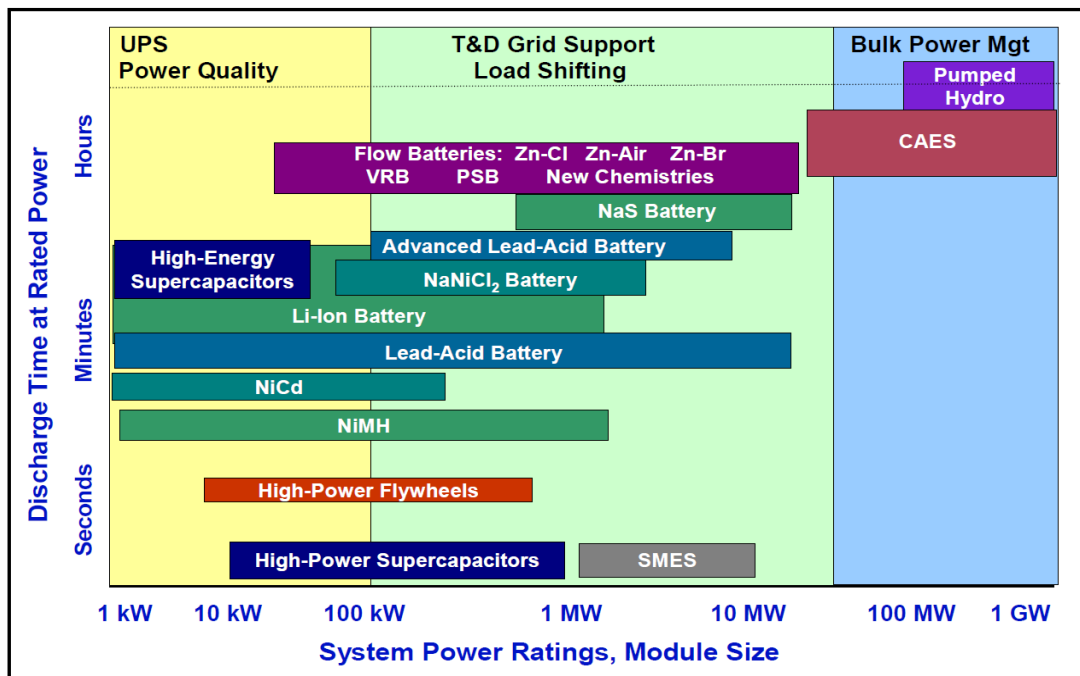 UPS
Power Quality
T&D Grid Support
Load Shifting
Bulk Power Mgt
Pumped
Hydro
CAES
Flow Batteries: Zn-Cl Zn-Air Zn-Br
VRB PSB New Chemistries
NaS Battery
Advanced Lead-Acid Battery
High-Energy
Supercapacitors
NaNiCl₂ Battery
Li-Ion Battery
Lead-Acid Battery
NiCd
NiMH
High-Power Flywheels
High-Power Supercapacitors
SMES
Discharge Time at Rated Power
Hours
Minutes
Seconds
1 kW 10 kW 100 kW 1 MW 10 MW 100 MW 1 GW
System Power Ratings, Module Size